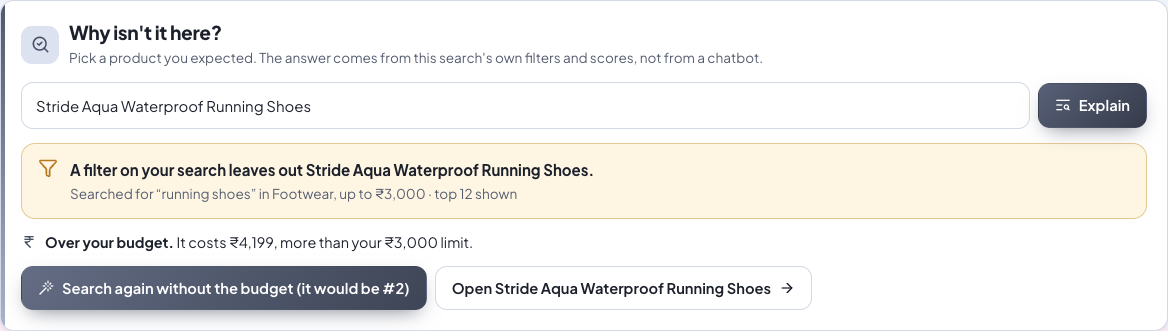 Why isn't it here?
Pick a product you expected. The answer comes from this search's own filters and scores, not from a chatbot.
Stride Aqua Waterproof Running Shoes
Explain
A filter on your search leaves out Stride Aqua Waterproof Running Shoes.
Searched for “running shoes” in Footwear, up to ₹3,000 · top 12 shown
₹ Over your budget. It costs ₹4,199, more than your ₹3,000 limit.
Search again without the budget (it would be #2)
Open Stride Aqua Waterproof Running Shoes →